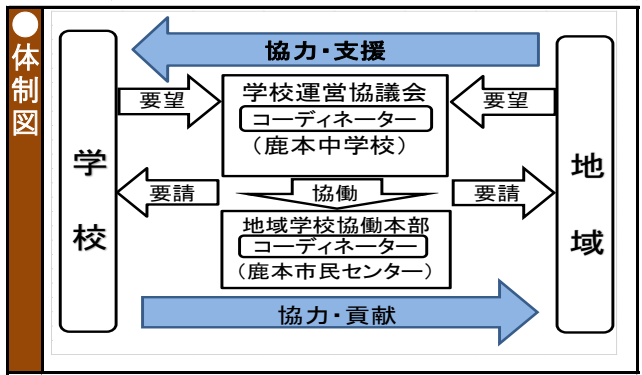 ●体制図
協力・支援
学校
地域
要望
要望
学校運営協議会
コーディネーター
(鹿本中学校)
要請
協働
要請
地域学校協働本部
コーディネーター
(鹿本市民センター)
協力・貢献